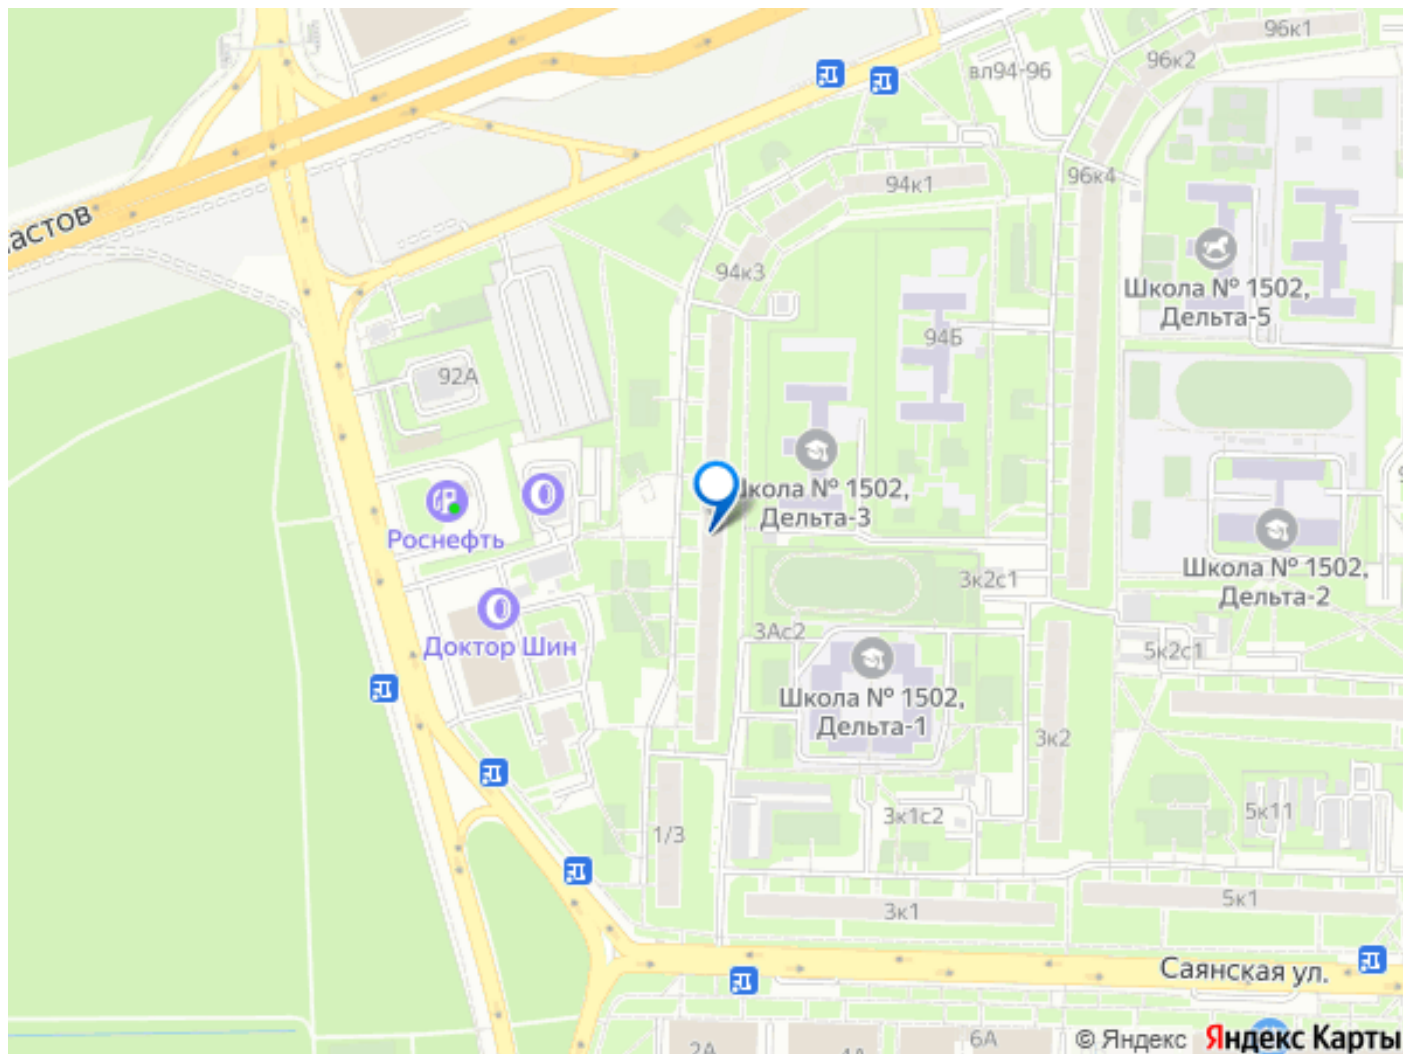 96к1
96к2
вл94-96
96к4
94к1
астов
94к3
Школа № 1502,
Дельта-5
94Б
92А
Школа № 1502,
Дельта-3
Роснефть
Школа № 1502,
Дельта-2
3к2с1
Доктор Шин
3Ас2
5к2с1
Школа № 1502,
Дельта-1
3к2
3к1с2
5к11
1/3
3к1
5к1
Саянская ул.
2А
6А
© Яндекс Яндекс Карты